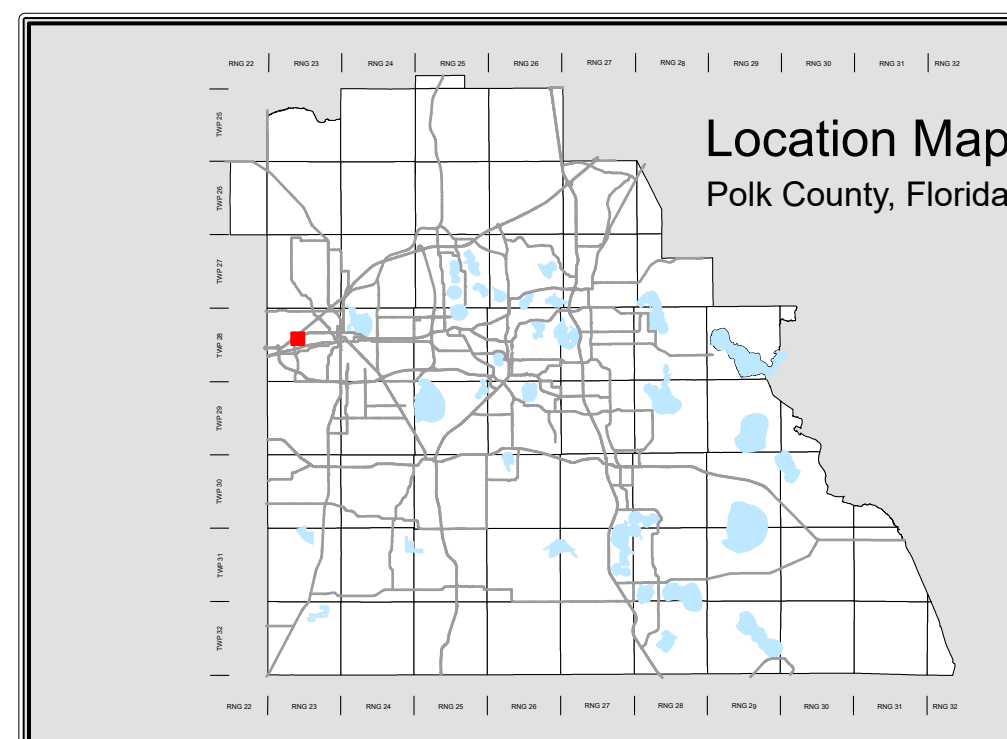 RNG 22 RNG 23 RNG 24 RNG 25 RNG 26 RNG 27 RNG 28 RNG 29 RNG 30 RNG 31 RNG 32
Location Map
Polk County, Florida
TWP 25
TWP 26
TWP 27
TWP 28
TWP 29
TWP 30
TWP 31
TWP 32
RNG 22 RNG 23 RNG 24 RNG 25 RNG 26 RNG 27 RNG 28 RNG 29 RNG 30 RNG 31 RNG 32